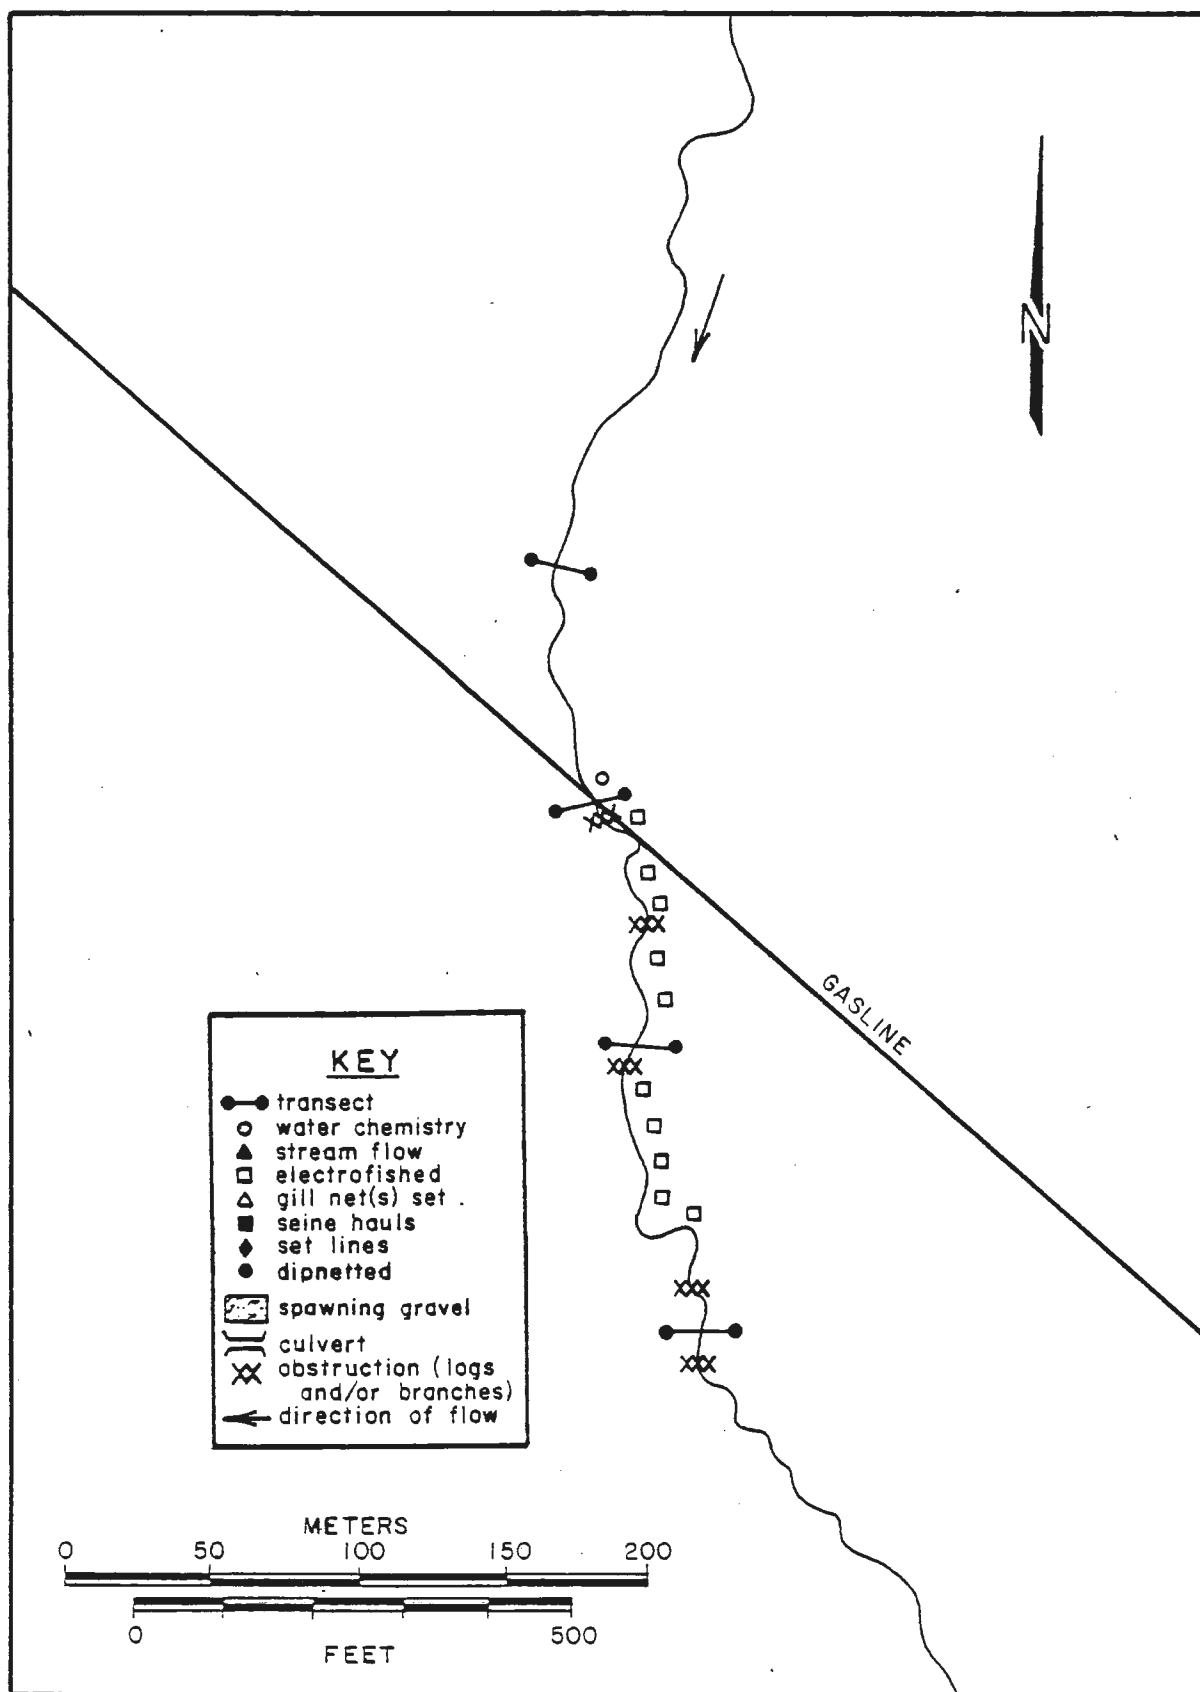 N
GASLINE
KEY
transect
water chemistry
stream flow
electrofished
gill net(s) set .
seine hauls
set lines
dipnetted
spawning gravel
culvert
obstruction (logs
and/or branches)
direction of flow
METERS
0 50 100 150 200
0 500
FEET